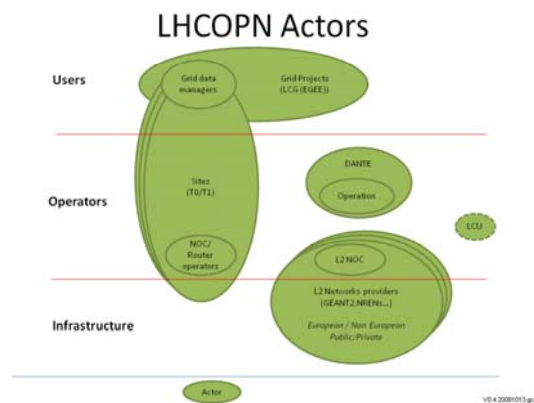 LHCOPN Actors
Users
Grid data
managers
Grid Projects
(LCG (EGEE))
Operators
Sites
(T0/T1)
DANTE
Operation
LCU
NOC/
Router
operators
L2 NOC
Infrastructure
L2 Networks providers
(GEANT2,NRENs...)
European / Non European
Public/Private
Actor
V0.4 20081013 gc